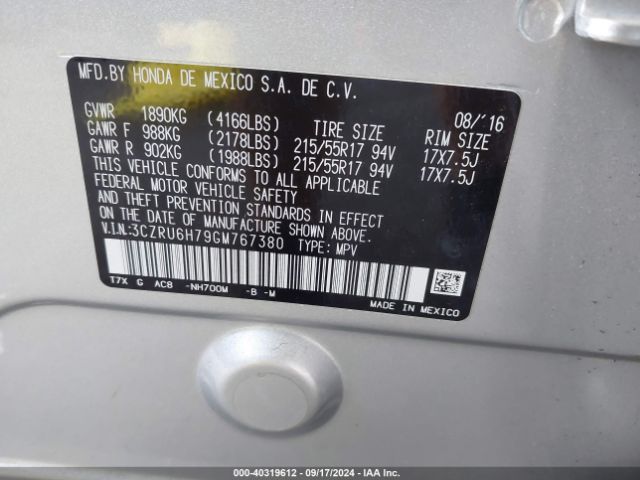 MFD.BY HONDA DE MEXICO S.A. DE C.V.
08/'16
GVWR 1890KG (4166LBS) TIRE SIZE RIM SIZE
GAWR F 988KG (2178LBS) 215/55R17 94V 17X7.5J
GAWR R 902KG (1988LBS) 215/55R17 94V 17X7.5J
THIS VEHICLE CONFORMS TO ALL APPLICABLE
FEDERAL MOTOR VEHICLE SAFETY
AND THEFT PREVENTION STANDARDS IN EFFECT
ON THE DATE OF MANUFACTURE SHOWN ABOVE.
V.I.N.:3CZRU6H79GM767380 TYPE: MPV
T7X G AC8 -NH700M -B -M
MADE IN MEXICO
000-40319612 - 09/17/2024 - IAA Inc.